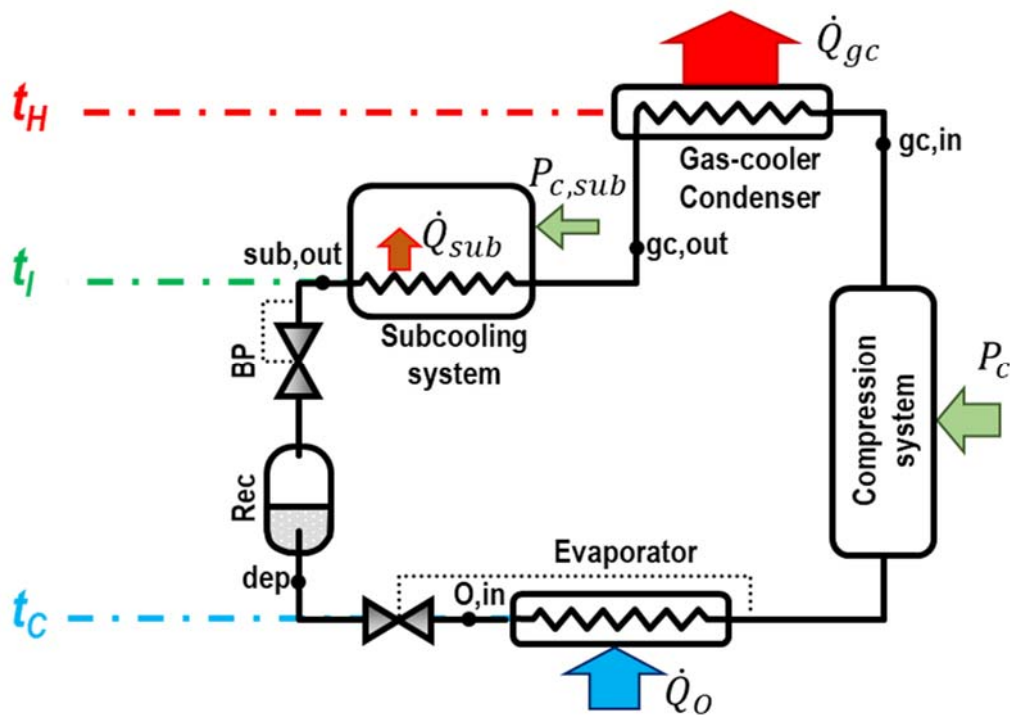 Q̇gc
tH
gc,in
Gas-cooler
Condenser
Pc,sub
Q̇sub
sub,out
gc,out
tI
Subcooling
system
BP
Compression
system
Pc
Rec
Evaporator
dep
O,in
tC
Q̇O